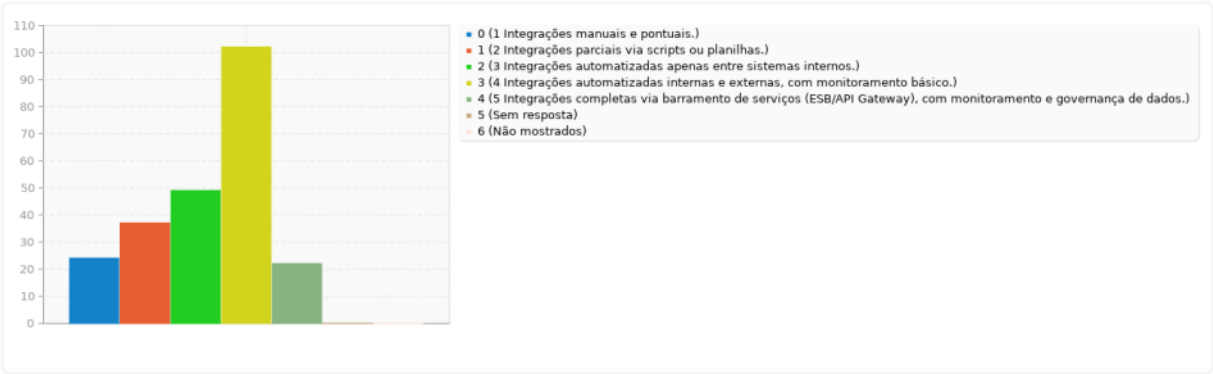 110
100
90
80
70
60
50
40
30
20
10
0
0 (1 Integrações manuais e pontuais.)
1 (2 Integrações parciais via scripts ou planilhas.)
2 (3 Integrações automatizadas apenas entre sistemas internos.)
3 (4 Integrações automatizadas internas e externas, com monitoramento básico.)
4 (5 Integrações completas via barramento de serviços (ESB/API Gateway), com monitoramento e governança de dados.)
5 (Sem resposta)
6 (Não mostrados)